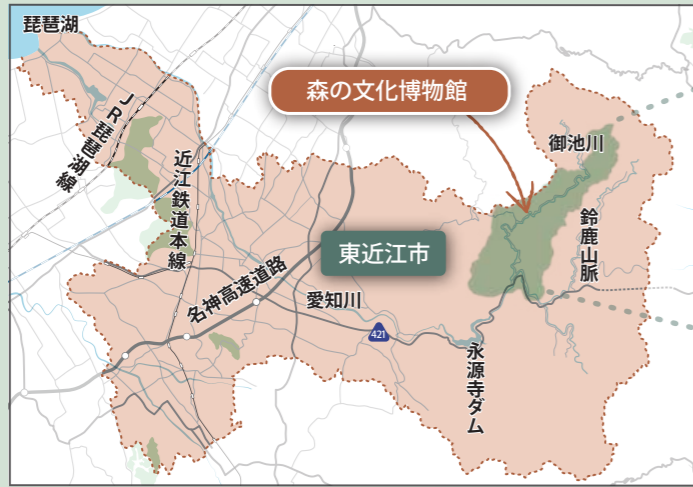 琵琶湖
JR琵琶湖線
近江鉄道本線
森の文化博物館
御池川
鈴鹿山脈
東近江市
名神高速道路
愛知川
421
永源寺ダム